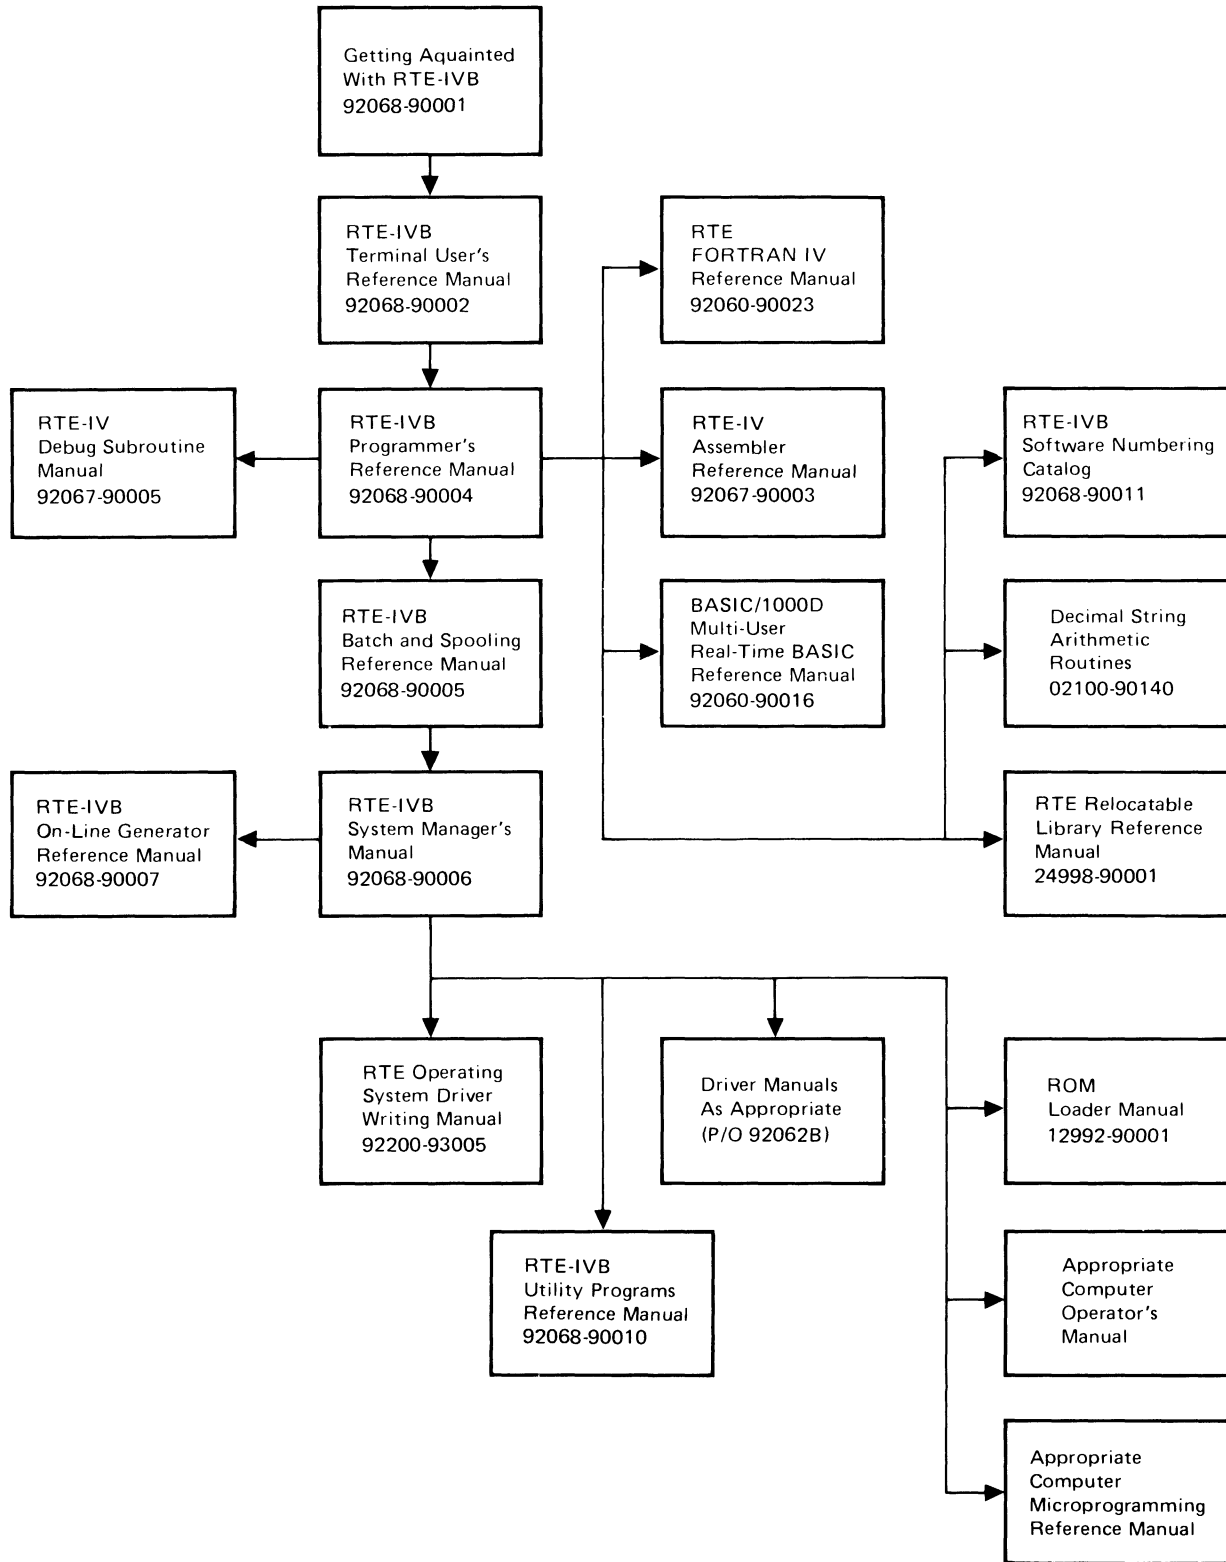 Getting Aquainted
With RTE-IVB
92068-90001
RTE-IVB
Terminal User's
Reference Manual
92068-90002
RTE
FORTRAN IV
Reference Manual
92060-90023
RTE-IV
Debug Subroutine
Manual
92067-90005
RTE-IVB
Programmer's
Reference Manual
92068-90004
RTE-IV
Assembler
Reference Manual
92067-90003
RTE-IVB
Software Numbering
Catalog
92068-90011
RTE-IVB
Batch and Spooling
Reference Manual
92068-90005
BASIC/1000D
Multi-User
Real-Time BASIC
Reference Manual
92060-90016
Decimal String
Arithmetic
Routines
02100-90140
RTE-IVB
On-Line Generator
Reference Manual
92068-90007
RTE-IVB
System Manager's
Manual
92068-90006
RTE Relocatable
Library Reference
Manual
24998-90001
RTE Operating
System Driver
Writing Manual
92200-93005
Driver Manuals
As Appropriate
(P/O 92062B)
ROM
Loader Manual
12992-90001
RTE-IVB
Utility Programs
Reference Manual
92068-90010
Appropriate
Computer
Operator's
Manual
Appropriate
Computer
Microprogramming
Reference Manual